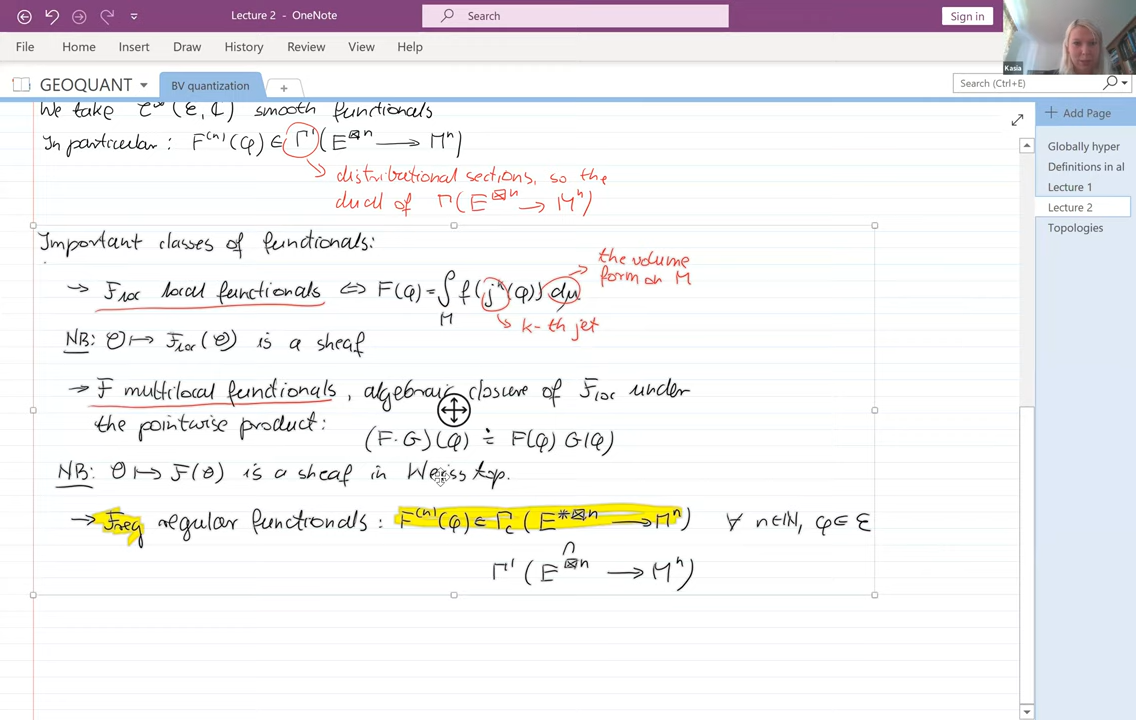 Lecture 2 - OneNote
Search
Sign in
File Home Insert Draw History Review View Help
Kasia
GEOQUANT
BV quantization
Search (Ctrl+E)
Add Page
Globally hyper
Definitions in al
Lecture 1
Lecture 2
Topologies
We take C^∞(E, ℂ) smooth functionals
In particular: F^(n)(φ) ∈ Γ'(E^⊠n → M^n)
distributional sections, so the
dual of Γ(E^⊠n → M^n)
Important classes of functionals:
→ F_loc local functionals ⇔ F(φ) = ∫_M f(j^k(φ)) dμ
the volume
form on M
k-th jet
NB: O ↦ F_loc(O) is a sheaf
→ F multilocal functionals, algebraic closure of F_loc under
the pointwise product:
(F·G)(φ) ≐ F(φ) G(φ)
NB: O ↦ F(O) is a sheaf in Weiss top.
→ F_reg regular functionals: F^(n)(φ) ∈ Γ_c(E^*⊠n → M^n) ∀ n∈ℕ, φ∈E
∩
Γ'(E^⊠n → M^n)